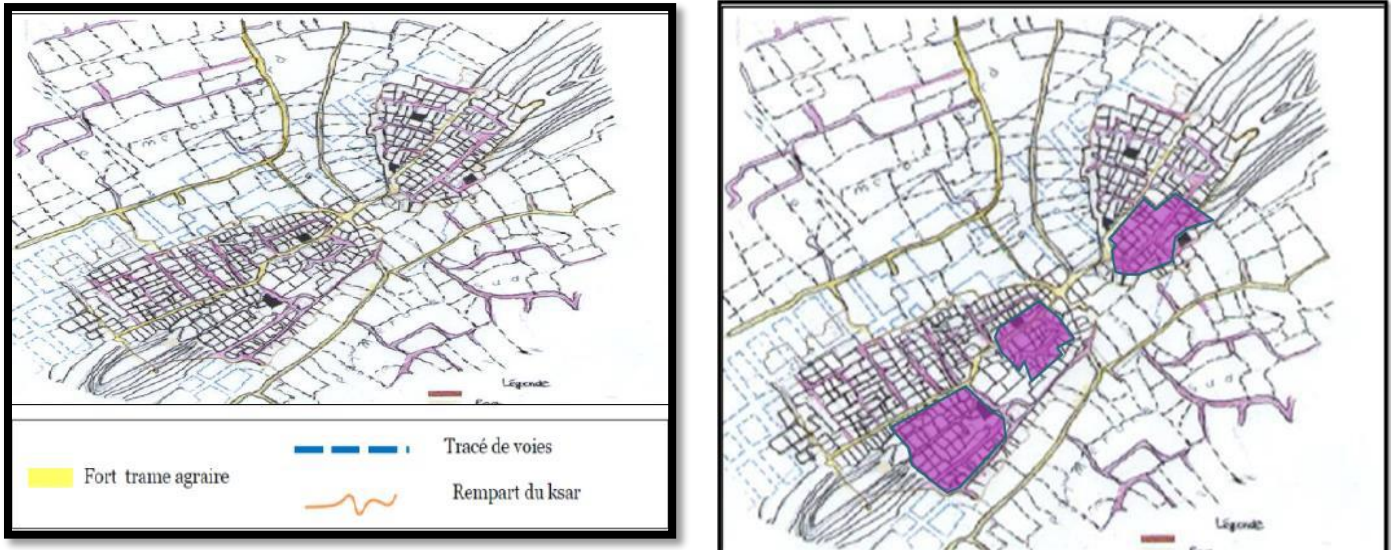 Légende
Fort trame agraire
Tracé de voies
Rempart du ksar
Légende